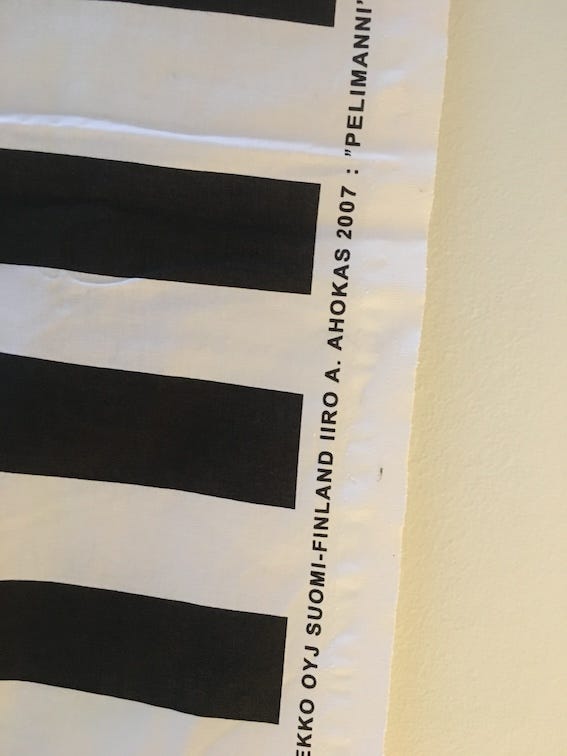 EKKO OYJ SUOMI-FINLAND IIRO A. AHOKAS 2007 : ”PELIMANNI”